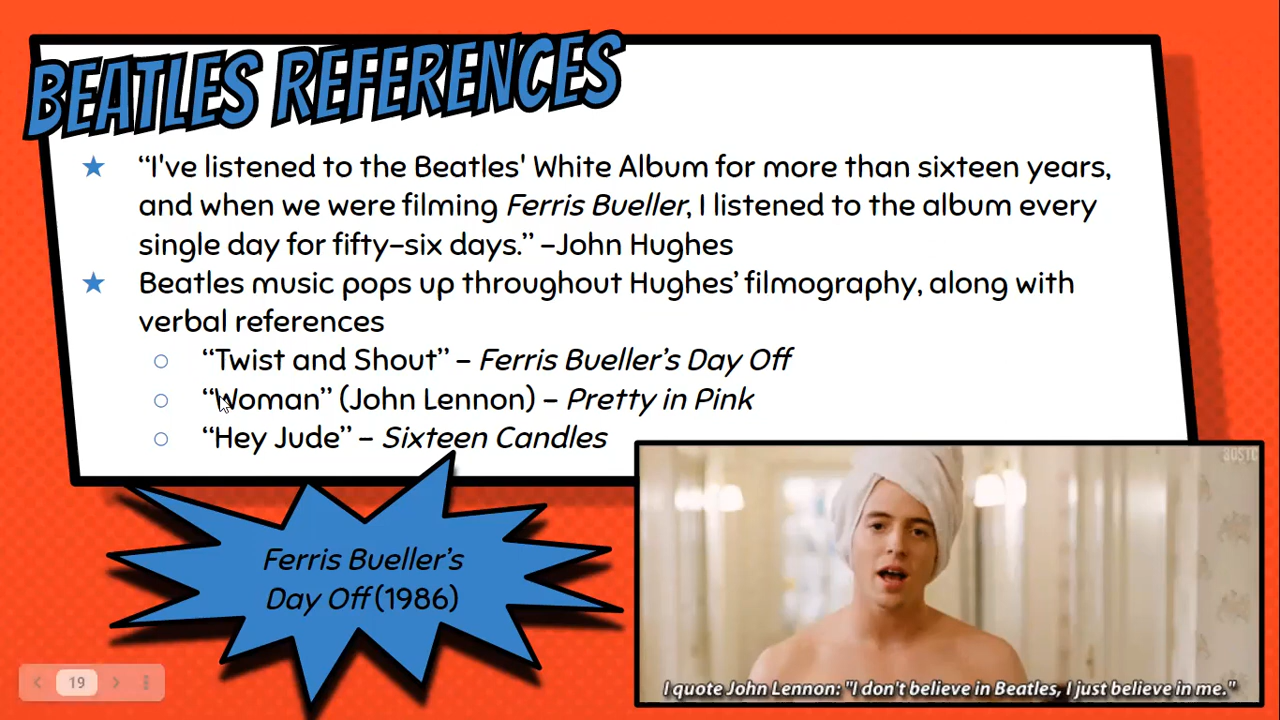 BEATLES REFERENCES
★ “I've listened to the Beatles' White Album for more than sixteen years,
and when we were filming Ferris Bueller, I listened to the album every
single day for fifty-six days.” -John Hughes
★ Beatles music pops up throughout Hughes’ filmography, along with
verbal references
○ “Twist and Shout” – Ferris Bueller’s Day Off
○ “Woman” (John Lennon) – Pretty in Pink
○ “Hey Jude” – Sixteen Candles
80STC
Ferris Bueller’s
Day Off (1986)
I quote John Lennon: "I don't believe in Beatles, I just believe in me."
19